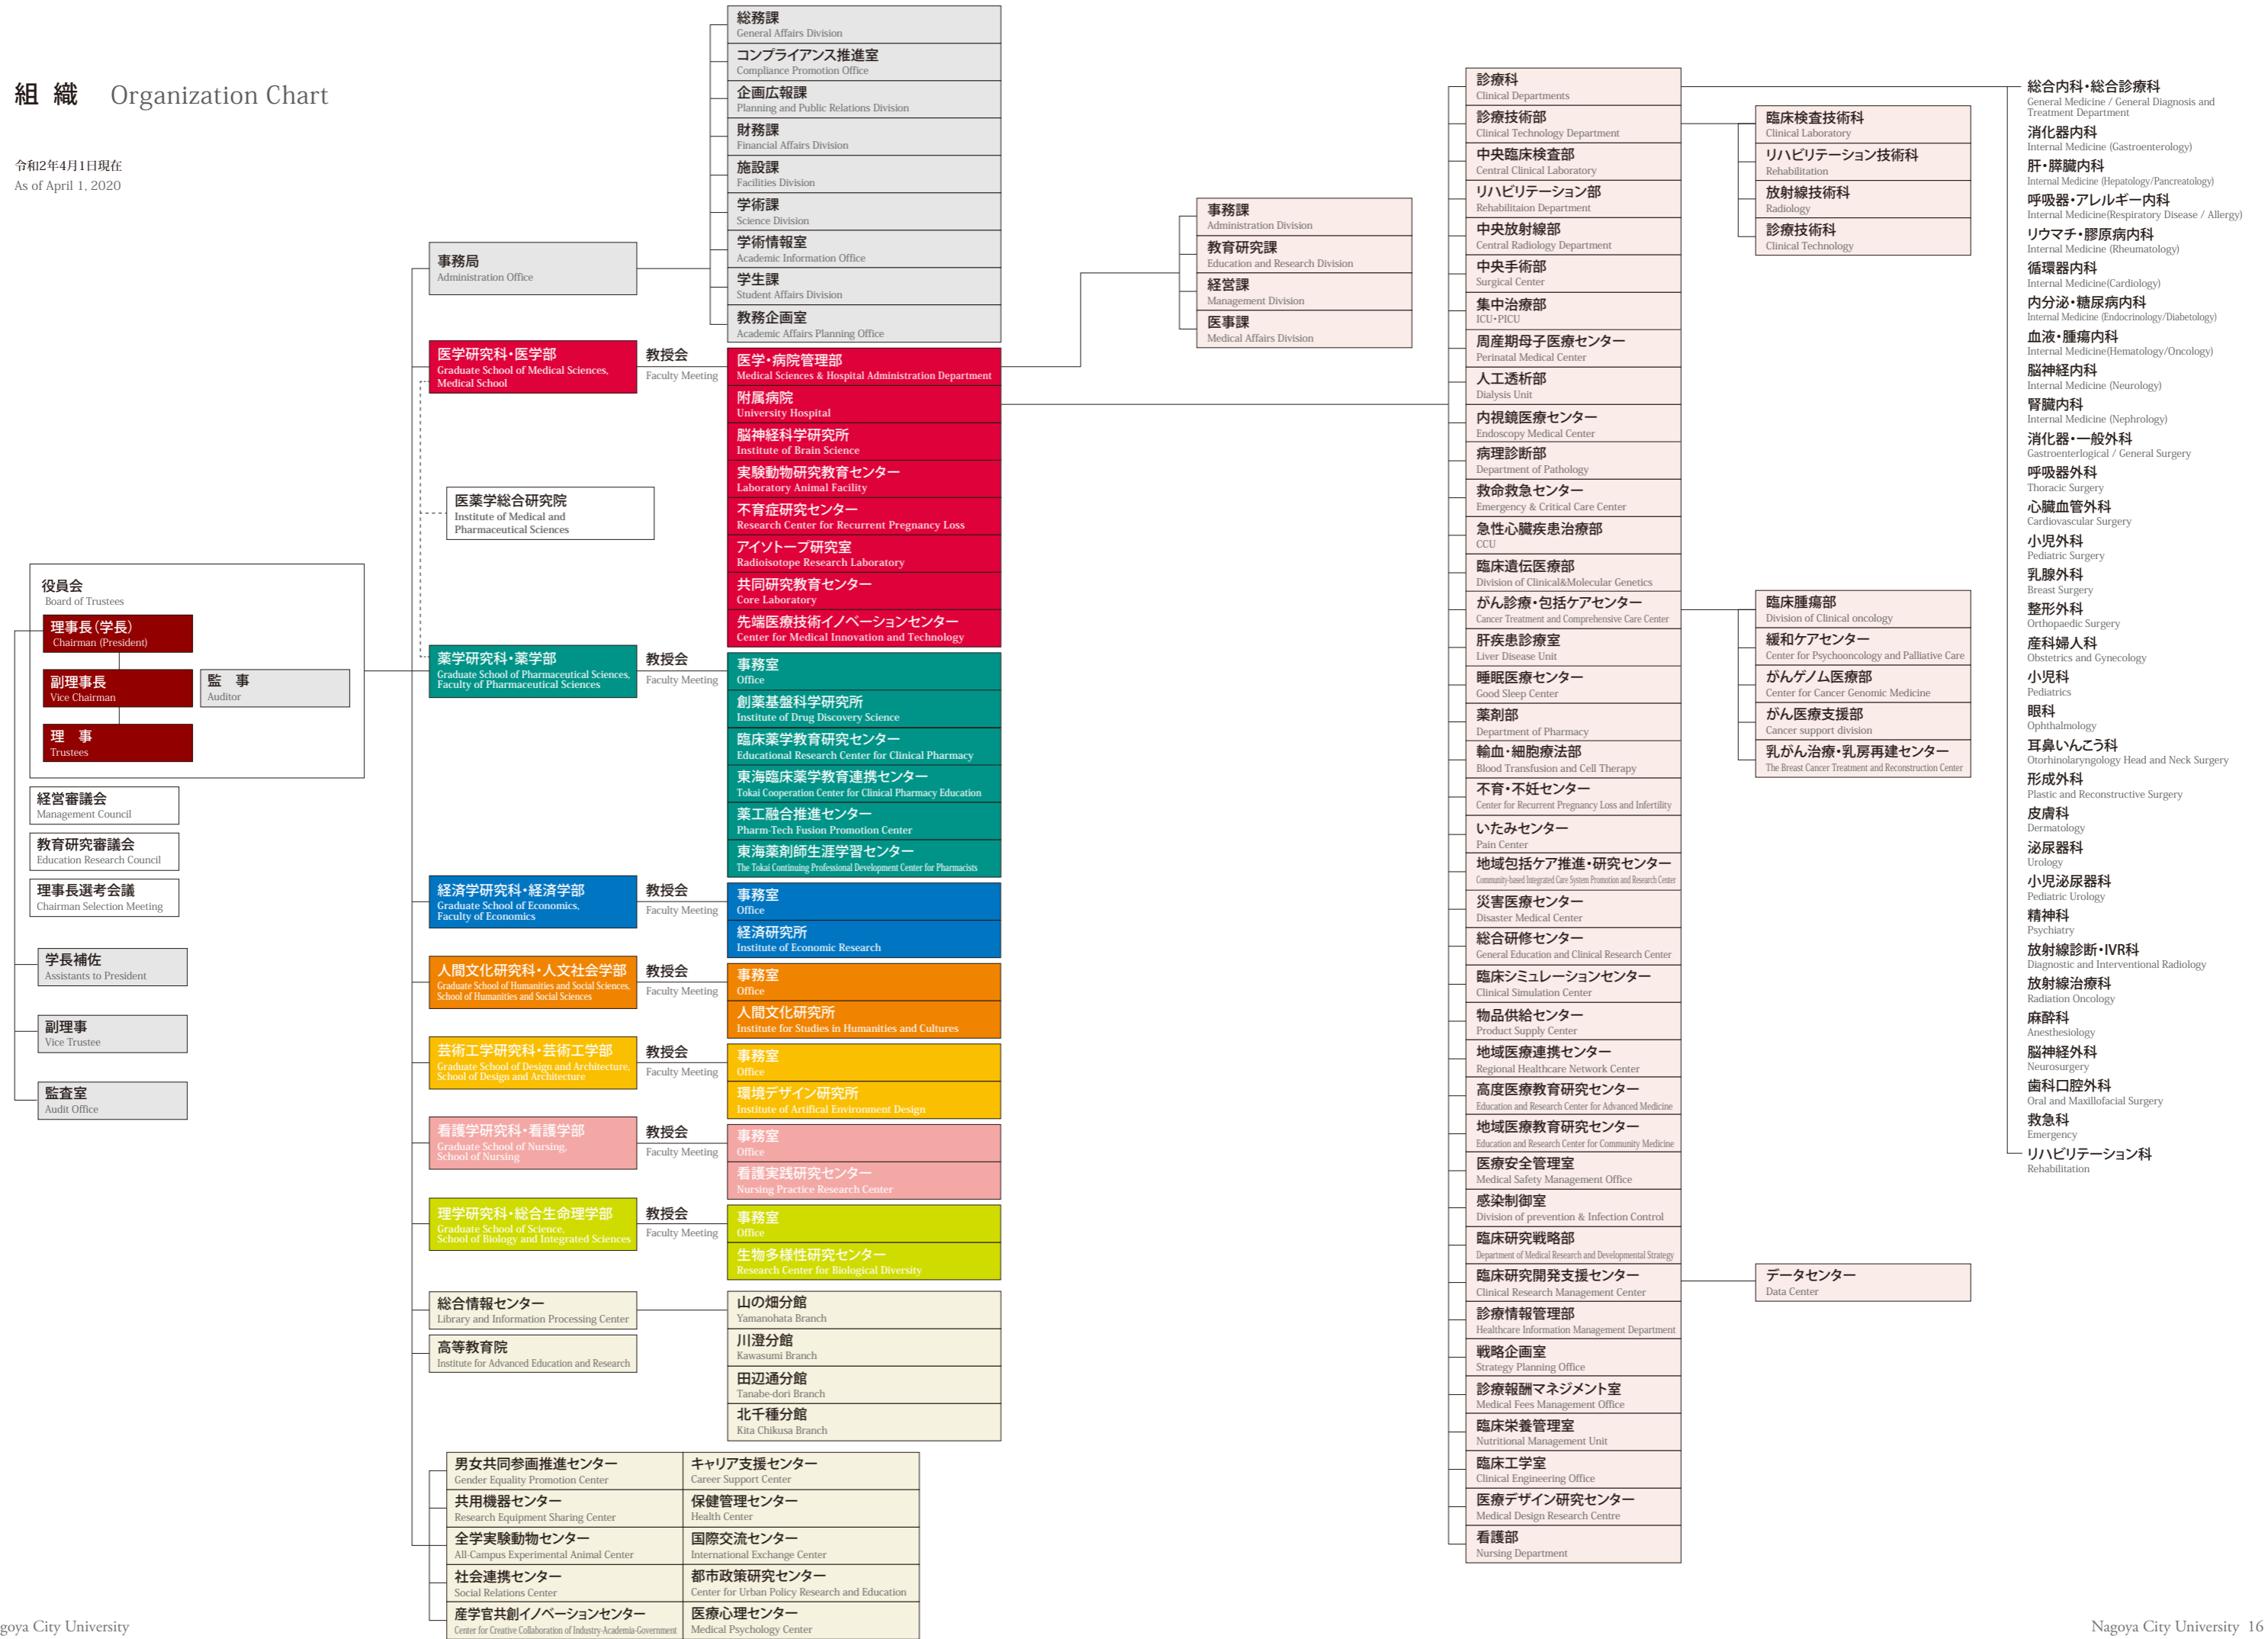 組織 Organization Chart
令和2年4月1日現在
As of April 1, 2020
役員会
Board of Trustees
理事長(学長)
Chairman (President)
副理事長
Vice Chairman
監 事
Auditor
理 事
Trustees
経営審議会
Management Council
教育研究審議会
Education Research Council
理事長選考会議
Chairman Selection Meeting
学長補佐
Assistants to President
副理事
Vice Trustee
監査室
Audit Office
事務局
Administration Office
総務課
General Affairs Division
コンプライアンス推進室
Compliance Promotion Office
企画広報課
Planning and Public Relations Division
財務課
Financial Affairs Division
施設課
Facilities Division
学術課
Science Division
学術情報室
Academic Information Office
学生課
Student Affairs Division
教務企画室
Academic Affairs Planning Office
医学研究科・医学部
Graduate School of Medical Sciences,
Medical School
教授会
Faculty Meeting
医学・病院管理部
Medical Sciences & Hospital Administration Department
附属病院
University Hospital
脳神経科学研究所
Institute of Brain Science
実験動物研究教育センター
Laboratory Animal Facility
不育症研究センター
Research Center for Recurrent Pregnancy Loss
アイソトープ研究室
Radioisotope Research Laboratory
共同研究教育センター
Core Laboratory
先端医療技術イノベーションセンター
Center for Medical Innovation and Technology
医薬学総合研究院
Institute of Medical and
Pharmaceutical Sciences
薬学研究科・薬学部
Graduate School of Pharmaceutical Sciences,
Faculty of Pharmaceutical Sciences
教授会
Faculty Meeting
事務室
Office
創薬基盤科学研究所
Institute of Drug Discovery Science
臨床薬学教育研究センター
Educational Research Center for Clinical Pharmacy
東海臨床薬学教育連携センター
Tokai Cooperation Center for Clinical Pharmacy Education
薬工融合推進センター
Pharm-Tech Fusion Promotion Center
東海薬剤師生涯学習センター
The Tokai Continuing Professional Development Center for Pharmacists
経済学研究科・経済学部
Graduate School of Economics,
Faculty of Economics
教授会
Faculty Meeting
事務室
Office
経済研究所
Institute of Economic Research
人間文化研究科・人文社会学部
Graduate School of Humanities and Social Sciences,
School of Humanities and Social Sciences
教授会
Faculty Meeting
事務室
Office
人間文化研究所
Institute for Studies in Humanities and Cultures
芸術工学研究科・芸術工学部
Graduate School of Design and Architecture,
School of Design and Architecture
教授会
Faculty Meeting
事務室
Office
環境デザイン研究所
Institute of Artifical Environment Design
看護学研究科・看護学部
Graduate School of Nursing,
School of Nursing
教授会
Faculty Meeting
事務室
Office
看護実践研究センター
Nursing Practice Research Center
理学研究科・総合生命理学部
Graduate School of Science,
School of Biology and Integrated Sciences
教授会
Faculty Meeting
事務室
Office
生物多様性研究センター
Research Center for Biological Diversity
総合情報センター
Library and Information Processing Center
高等教育院
Institute for Advanced Education and Research
山の畑分館
Yamanohata Branch
川澄分館
Kawasumi Branch
田辺通分館
Tanabe-dori Branch
北千種分館
Kita Chikusa Branch
男女共同参画推進センター
Gender Equality Promotion Center
キャリア支援センター
Career Support Center
共用機器センター
Research Equipment Sharing Center
保健管理センター
Health Center
全学実験動物センター
All-Campus Experimental Animal Center
国際交流センター
International Exchange Center
社会連携センター
Social Relations Center
都市政策研究センター
Center for Urban Policy Research and Education
産学官共創イノベーションセンター
Center for Creative Collaboration of Industry-Academia-Government
医療心理センター
Medical Psychology Center
事務課
Administration Division
教育研究課
Education and Research Division
経営課
Management Division
医事課
Medical Affairs Division
診療科
Clinical Departments
診療技術部
Clinical Technology Department
中央臨床検査部
Central Clinical Laboratory
リハビリテーション部
Rehabilitaion Department
中央放射線部
Central Radiology Department
中央手術部
Surgical Center
集中治療部
ICU・PICU
周産期母子医療センター
Perinatal Medical Center
人工透析部
Dialysis Unit
内視鏡医療センター
Endoscopy Medical Center
病理診断部
Department of Pathology
救命救急センター
Emergency & Critical Care Center
急性心臓疾患治療部
CCU
臨床遺伝医療部
Division of Clinical&Molecular Genetics
がん診療・包括ケアセンター
Cancer Treatment and Comprehensive Care Center
肝疾患診療室
Liver Disease Unit
睡眠医療センター
Good Sleep Center
薬剤部
Department of Pharmacy
輸血・細胞療法部
Blood Transfusion and Cell Therapy
不育・不妊センター
Center for Recurrent Pregnancy Loss and Infertility
いたみセンター
Pain Center
地域包括ケア推進・研究センター
Community-based Integrated Care System Promotion and Research Center
災害医療センター
Disaster Medical Center
総合研修センター
General Education and Clinical Research Center
臨床シミュレーションセンター
Clinical Simulation Center
物品供給センター
Product Supply Center
地域医療連携センター
Regional Healthcare Network Center
高度医療教育研究センター
Education and Research Center for Advanced Medicine
地域医療教育研究センター
Education and Research Center for Community Medicine
医療安全管理室
Medical Safety Management Office
感染制御室
Division of prevention & Infection Control
臨床研究戦略部
Department of Medical Research and Developmental Strategy
臨床研究開発支援センター
Clinical Research Management Center
診療情報管理部
Healthcare Information Management Department
戦略企画室
Strategy Planning Office
診療報酬マネジメント室
Medical Fees Management Office
臨床栄養管理室
Nutritional Management Unit
臨床工学室
Clinical Engineering Office
医療デザイン研究センター
Medical Design Research Centre
看護部
Nursing Department
臨床検査技術科
Clinical Laboratory
リハビリテーション技術科
Rehabilitation
放射線技術科
Radiology
診療技術科
Clinical Technology
臨床腫瘍部
Division of Clinical oncology
緩和ケアセンター
Center for Psychooncology and Palliative Care
がんゲノム医療部
Center for Cancer Genomic Medicine
がん医療支援部
Cancer support division
乳がん治療・乳房再建センター
The Breast Cancer Treatment and Reconstruction Center
データセンター
Data Center
総合内科・総合診療科
General Medicine / General Diagnosis and
Treatment Department
消化器内科
Internal Medicine (Gastroenterology)
肝・膵臓内科
Internal Medicine (Hepatology/Pancreatology)
呼吸器・アレルギー内科
Internal Medicine(Respiratory Disease / Allergy)
リウマチ・膠原病内科
Internal Medicine (Rheumatology)
循環器内科
Internal Medicine(Cardiology)
内分泌・糖尿病内科
Internal Medicine (Endocrinology/Diabetology)
血液・腫瘍内科
Internal Medicine(Hematology/Oncology)
脳神経内科
Internal Medicine (Neurology)
腎臓内科
Internal Medicine (Nephrology)
消化器・一般外科
Gastroenterlogical / General Surgery
呼吸器外科
Thoracic Surgery
心臓血管外科
Cardiovascular Surgery
小児外科
Pediatric Surgery
乳腺外科
Breast Surgery
整形外科
Orthopaedic Surgery
産科婦人科
Obstetrics and Gynecology
小児科
Pediatrics
眼科
Ophthalmology
耳鼻いんこう科
Otorhinolaryngology Head and Neck Surgery
形成外科
Plastic and Reconstructive Surgery
皮膚科
Dermatology
泌尿器科
Urology
小児泌尿器科
Pediatric Urology
精神科
Psychiatry
放射線診断・IVR科
Diagnostic and Interventional Radiology
放射線治療科
Radiation Oncology
麻酔科
Anesthesiology
脳神経外科
Neurosurgery
歯科口腔外科
Oral and Maxillofacial Surgery
救急科
Emergency
リハビリテーション科
Rehabilitation
goya City University
Nagoya City University 16